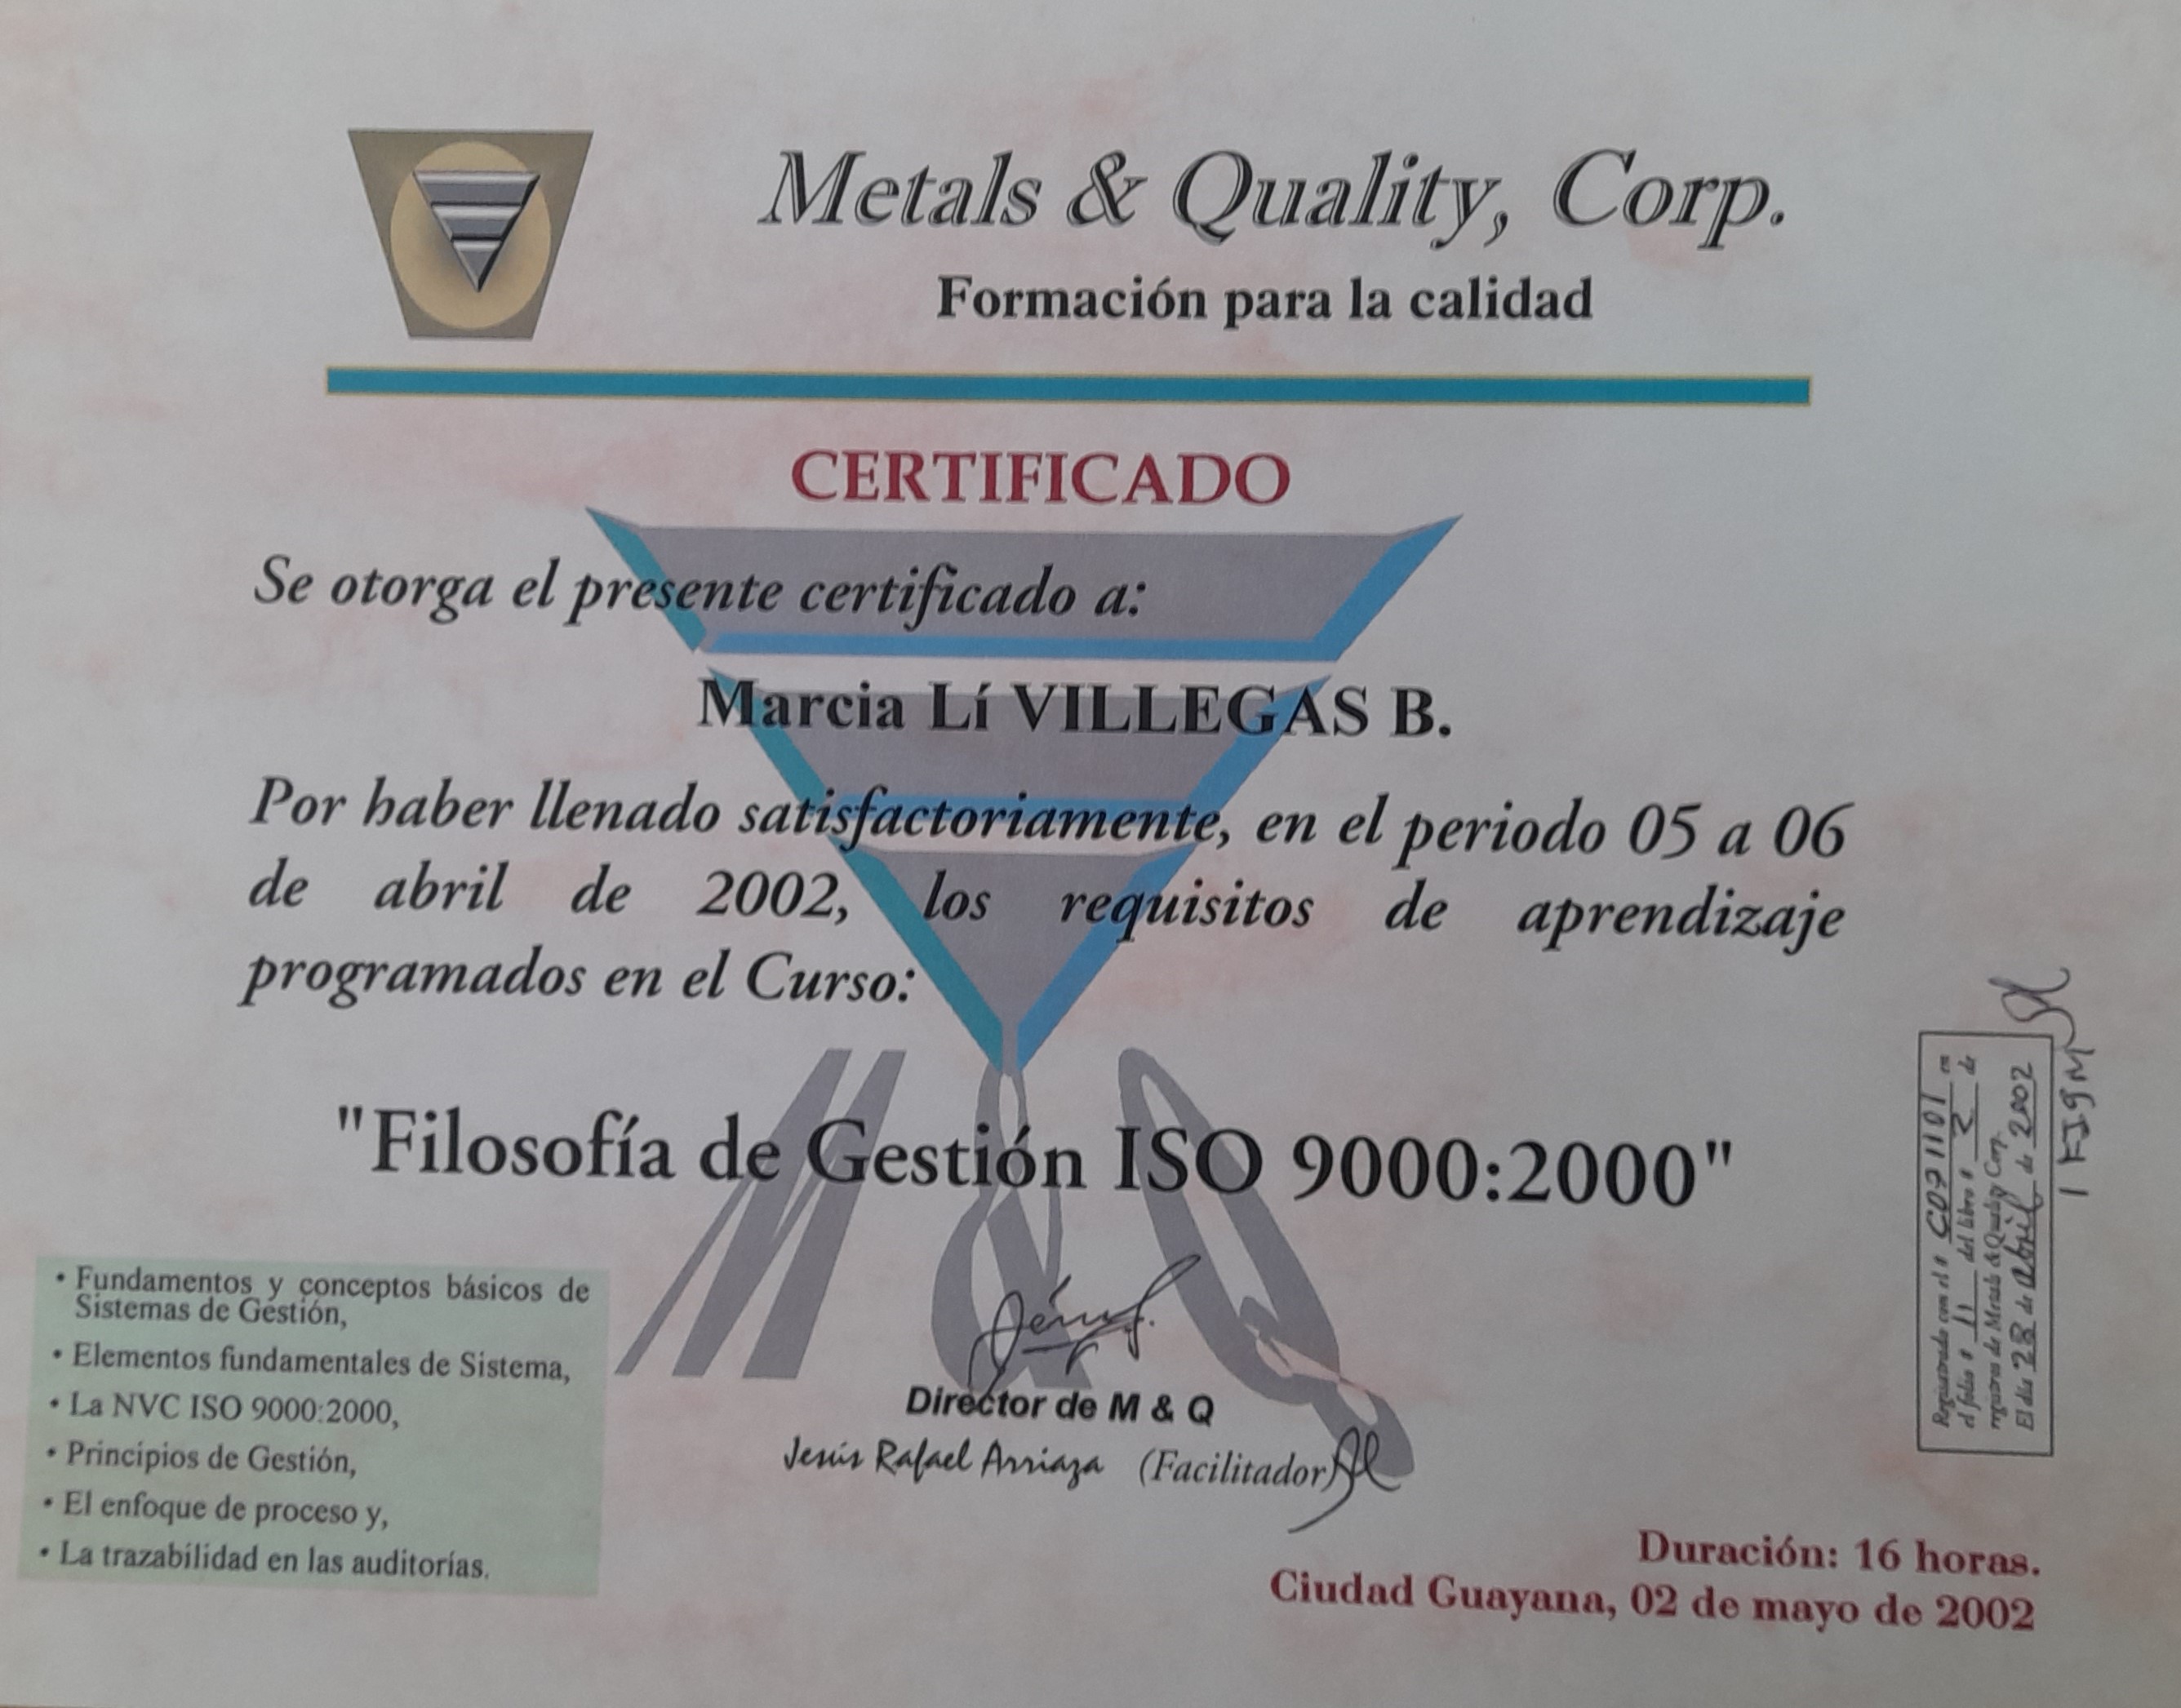 Metals & Quality, Corp.
Formación para la calidad
CERTIFICADO
Se otorga el presente certificado a:
Marcia Lí VILLEGAS B.
Por haber llenado satisfactoriamente, en el periodo 05 a 06
de abril de 2002, los requisitos de aprendizaje
programados en el Curso:
"Filosofía de Gestión ISO 9000:2000"
M & Q
• Fundamentos y conceptos básicos de
Sistemas de Gestión,
• Elementos fundamentales de Sistema,
• La NVC ISO 9000:2000,
• Principios de Gestión,
• El enfoque de proceso y,
• La trazabilidad en las auditorías.
Director de M & Q
Jesús Rafael Arriaza (Facilitador)
Registrado con el # C071101 en
el folio # 11 del libro # 2 de
registros de Metals & Quality Corp.
El día 28 de Abril de 2002
Duración: 16 horas.
Ciudad Guayana, 02 de mayo de 2002